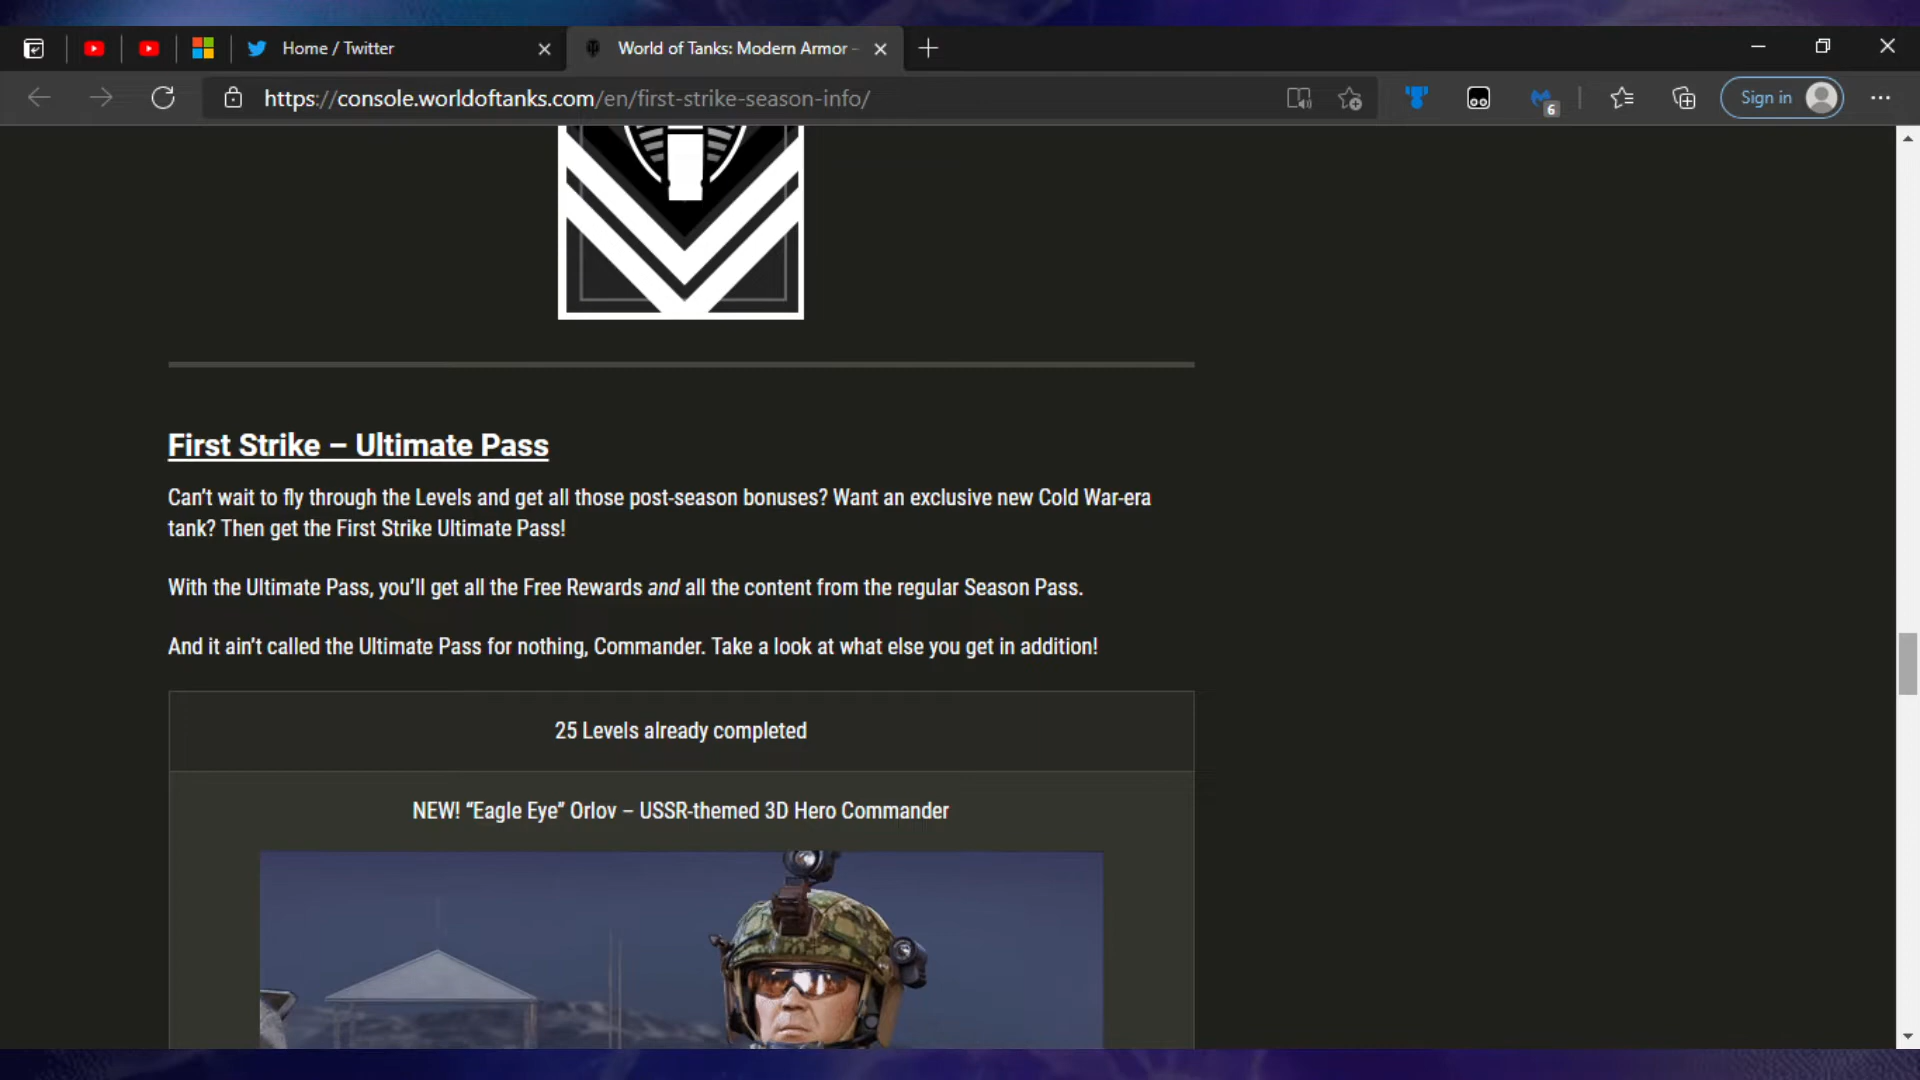 Home / Twitter
World of Tanks: Modern Armor -
https://console.worldoftanks.com/en/first-strike-season-info/
6
Sign in
First Strike – Ultimate Pass
Can't wait to fly through the Levels and get all those post-season bonuses? Want an exclusive new Cold War-era
tank? Then get the First Strike Ultimate Pass!
With the Ultimate Pass, you'll get all the Free Rewards and all the content from the regular Season Pass.
And it ain't called the Ultimate Pass for nothing, Commander. Take a look at what else you get in addition!
25 Levels already completed
NEW! “Eagle Eye” Orlov – USSR-themed 3D Hero Commander